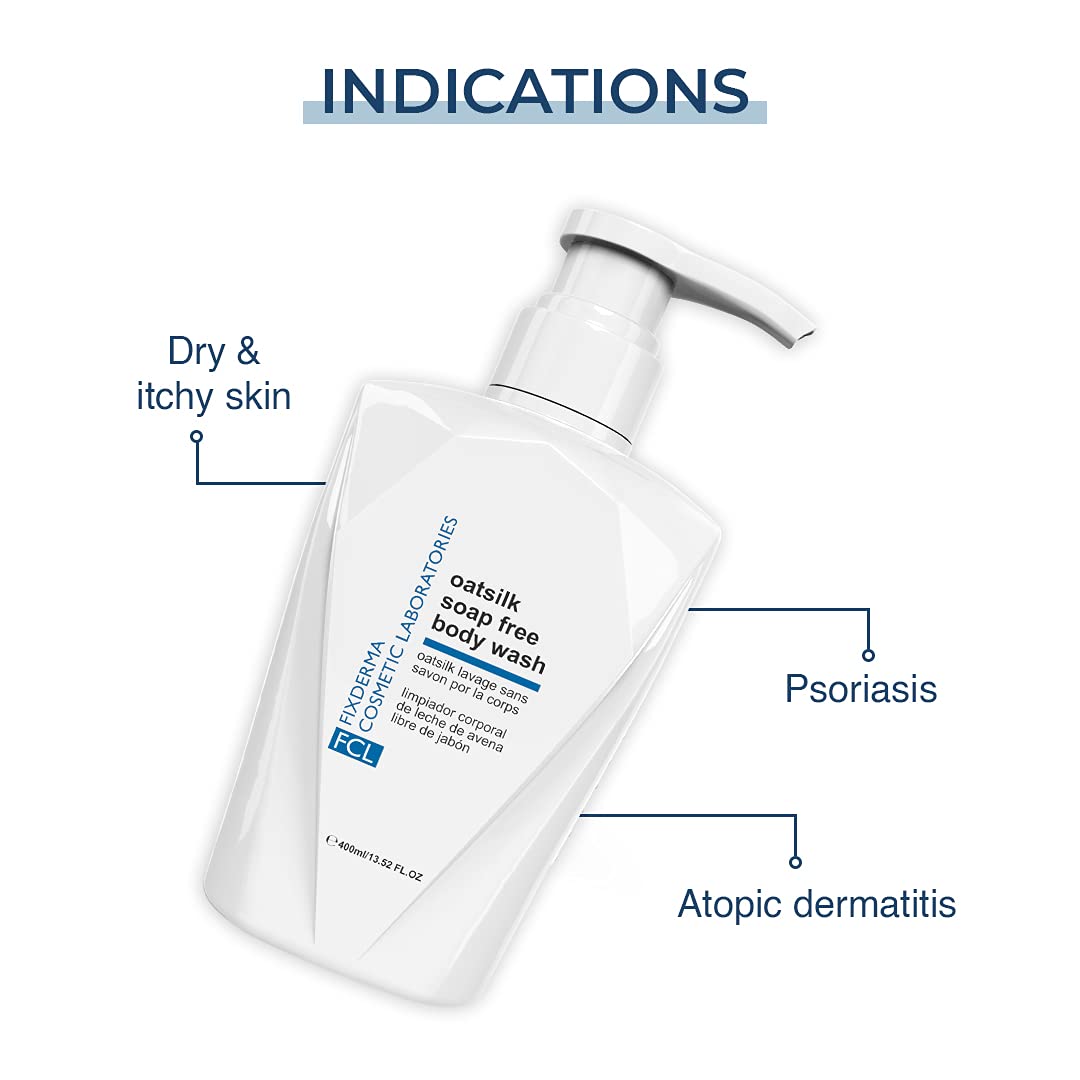 INDICATIONS
Dry &
itchy skin
FCL
FIXDERMA
COSMETIC LABORATORIES
oatsilk
soap free
body wash
oatsilk lavage sans
savon por la corps
limpiador corporal
de leche de avena
libre de jabón
℮400ml/13.52 FL.OZ
Psoriasis
Atopic dermatitis